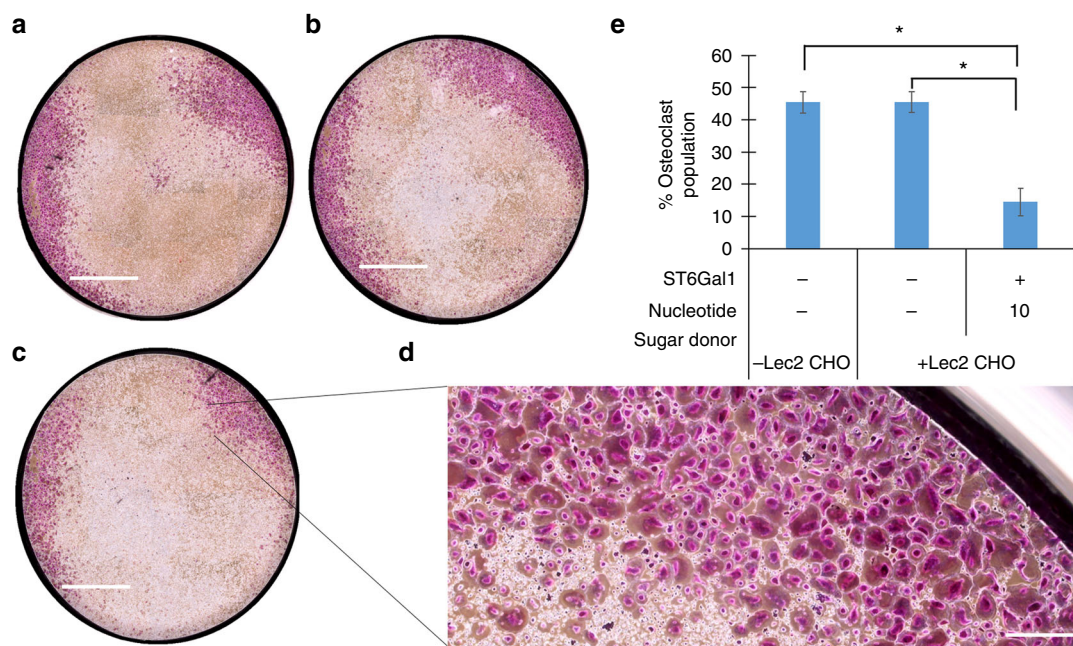 a
b
e
*
*
% Osteoclast
population
60
50
40
30
20
10
0
ST6Gal1
– – +
Nucleotide
– – 10
Sugar donor
–Lec2 CHO
+Lec2 CHO
c
d